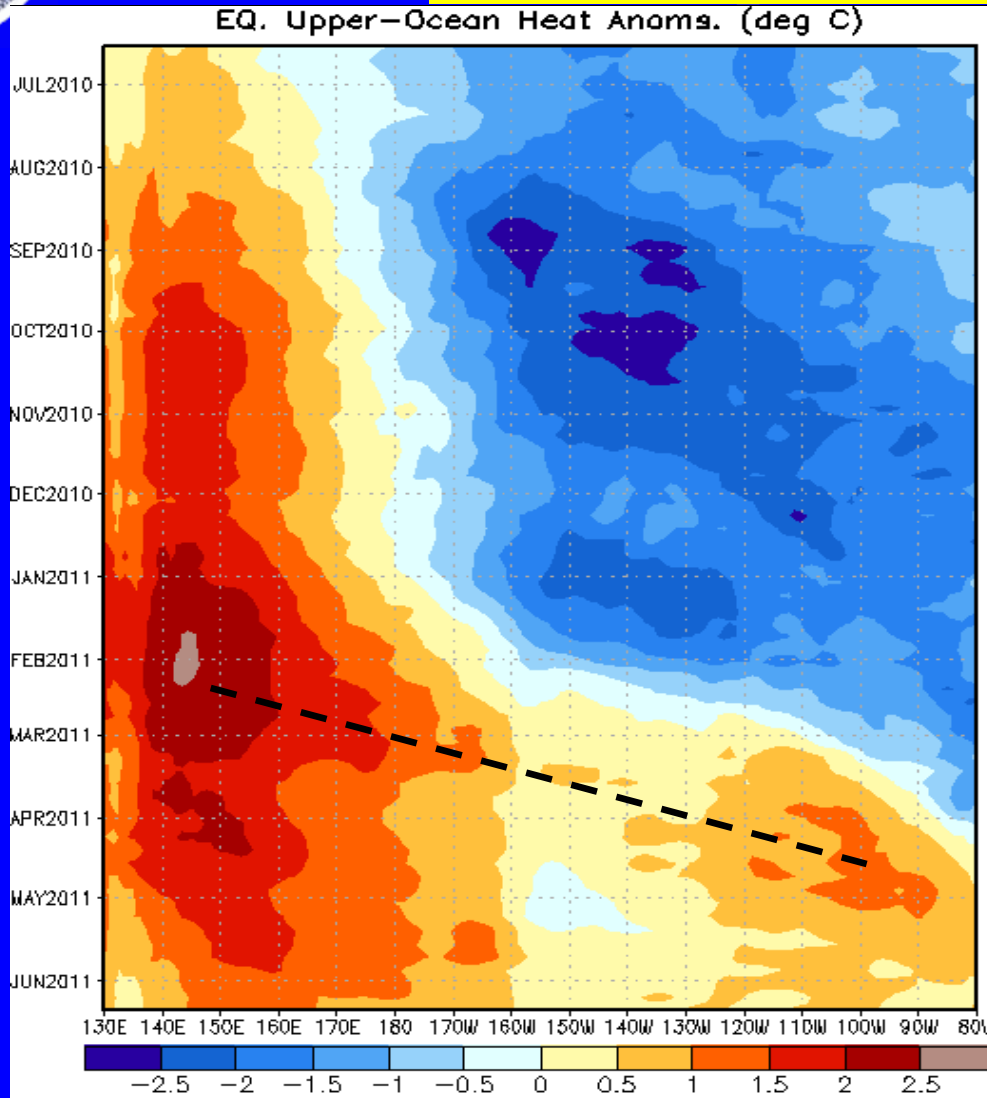 EQ. Upper-Ocean Heat Anoms. (deg C)
JUL2010
AUG2010
SEP2010
OCT2010
NOV2010
DEC2010
JAN2011
FEB2011
MAR2011
APR2011
MAY2011
JUN2011
130E 140E 150E 160E 170E 180 170W 160W 150W 140W 130W 120W 110W 100W 90W 80W
-2.5 -2 -1.5 -1 -0.5 0 0.5 1 1.5 2 2.5